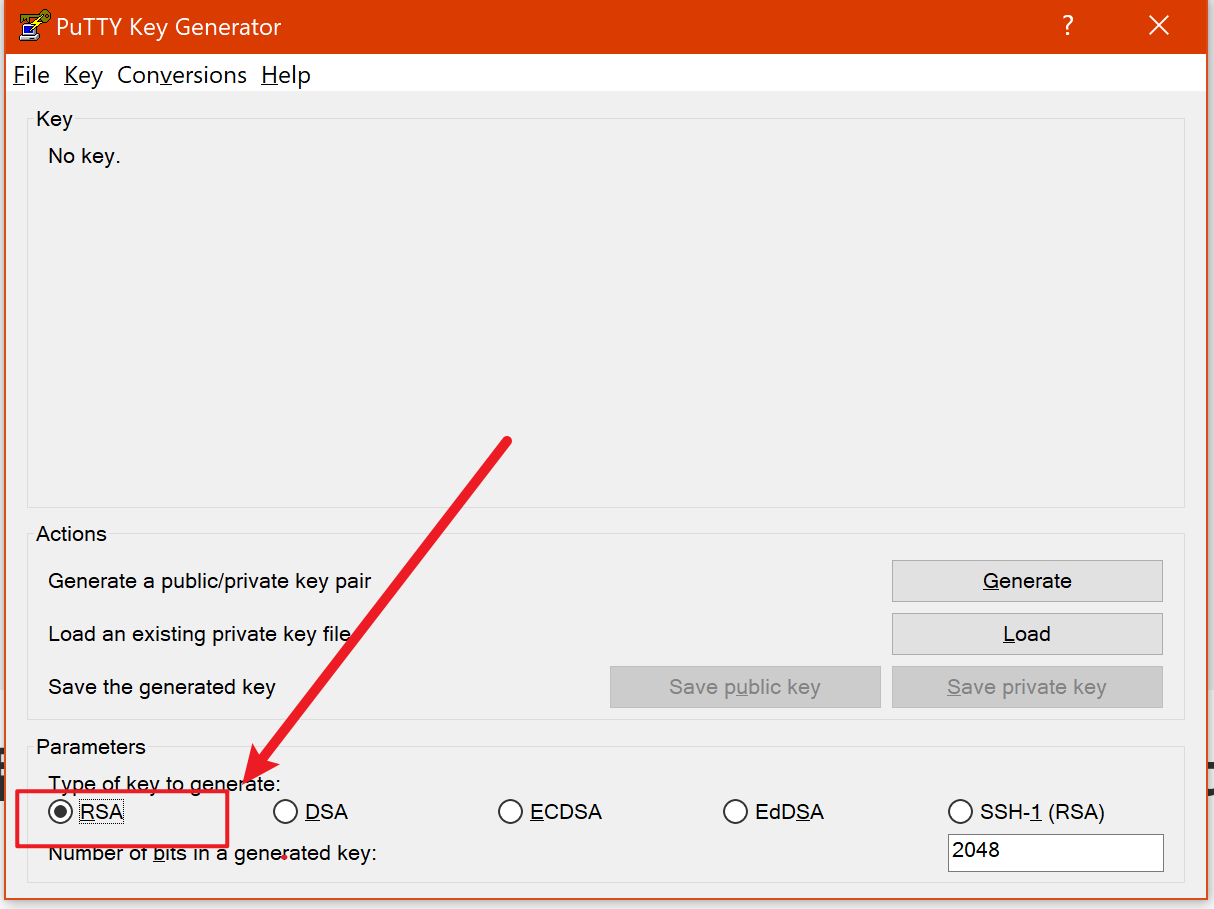 PuTTY Key Generator ?
File Key Conversions Help
Key
No key.
Actions
Generate a public/private key pair Generate
Load an existing private key file Load
Save the generated key Save public key Save private key
Parameters
Type of key to generate:
RSA DSA ECDSA EdDSA SSH-1 (RSA)
Number of bits in a generated key: 2048